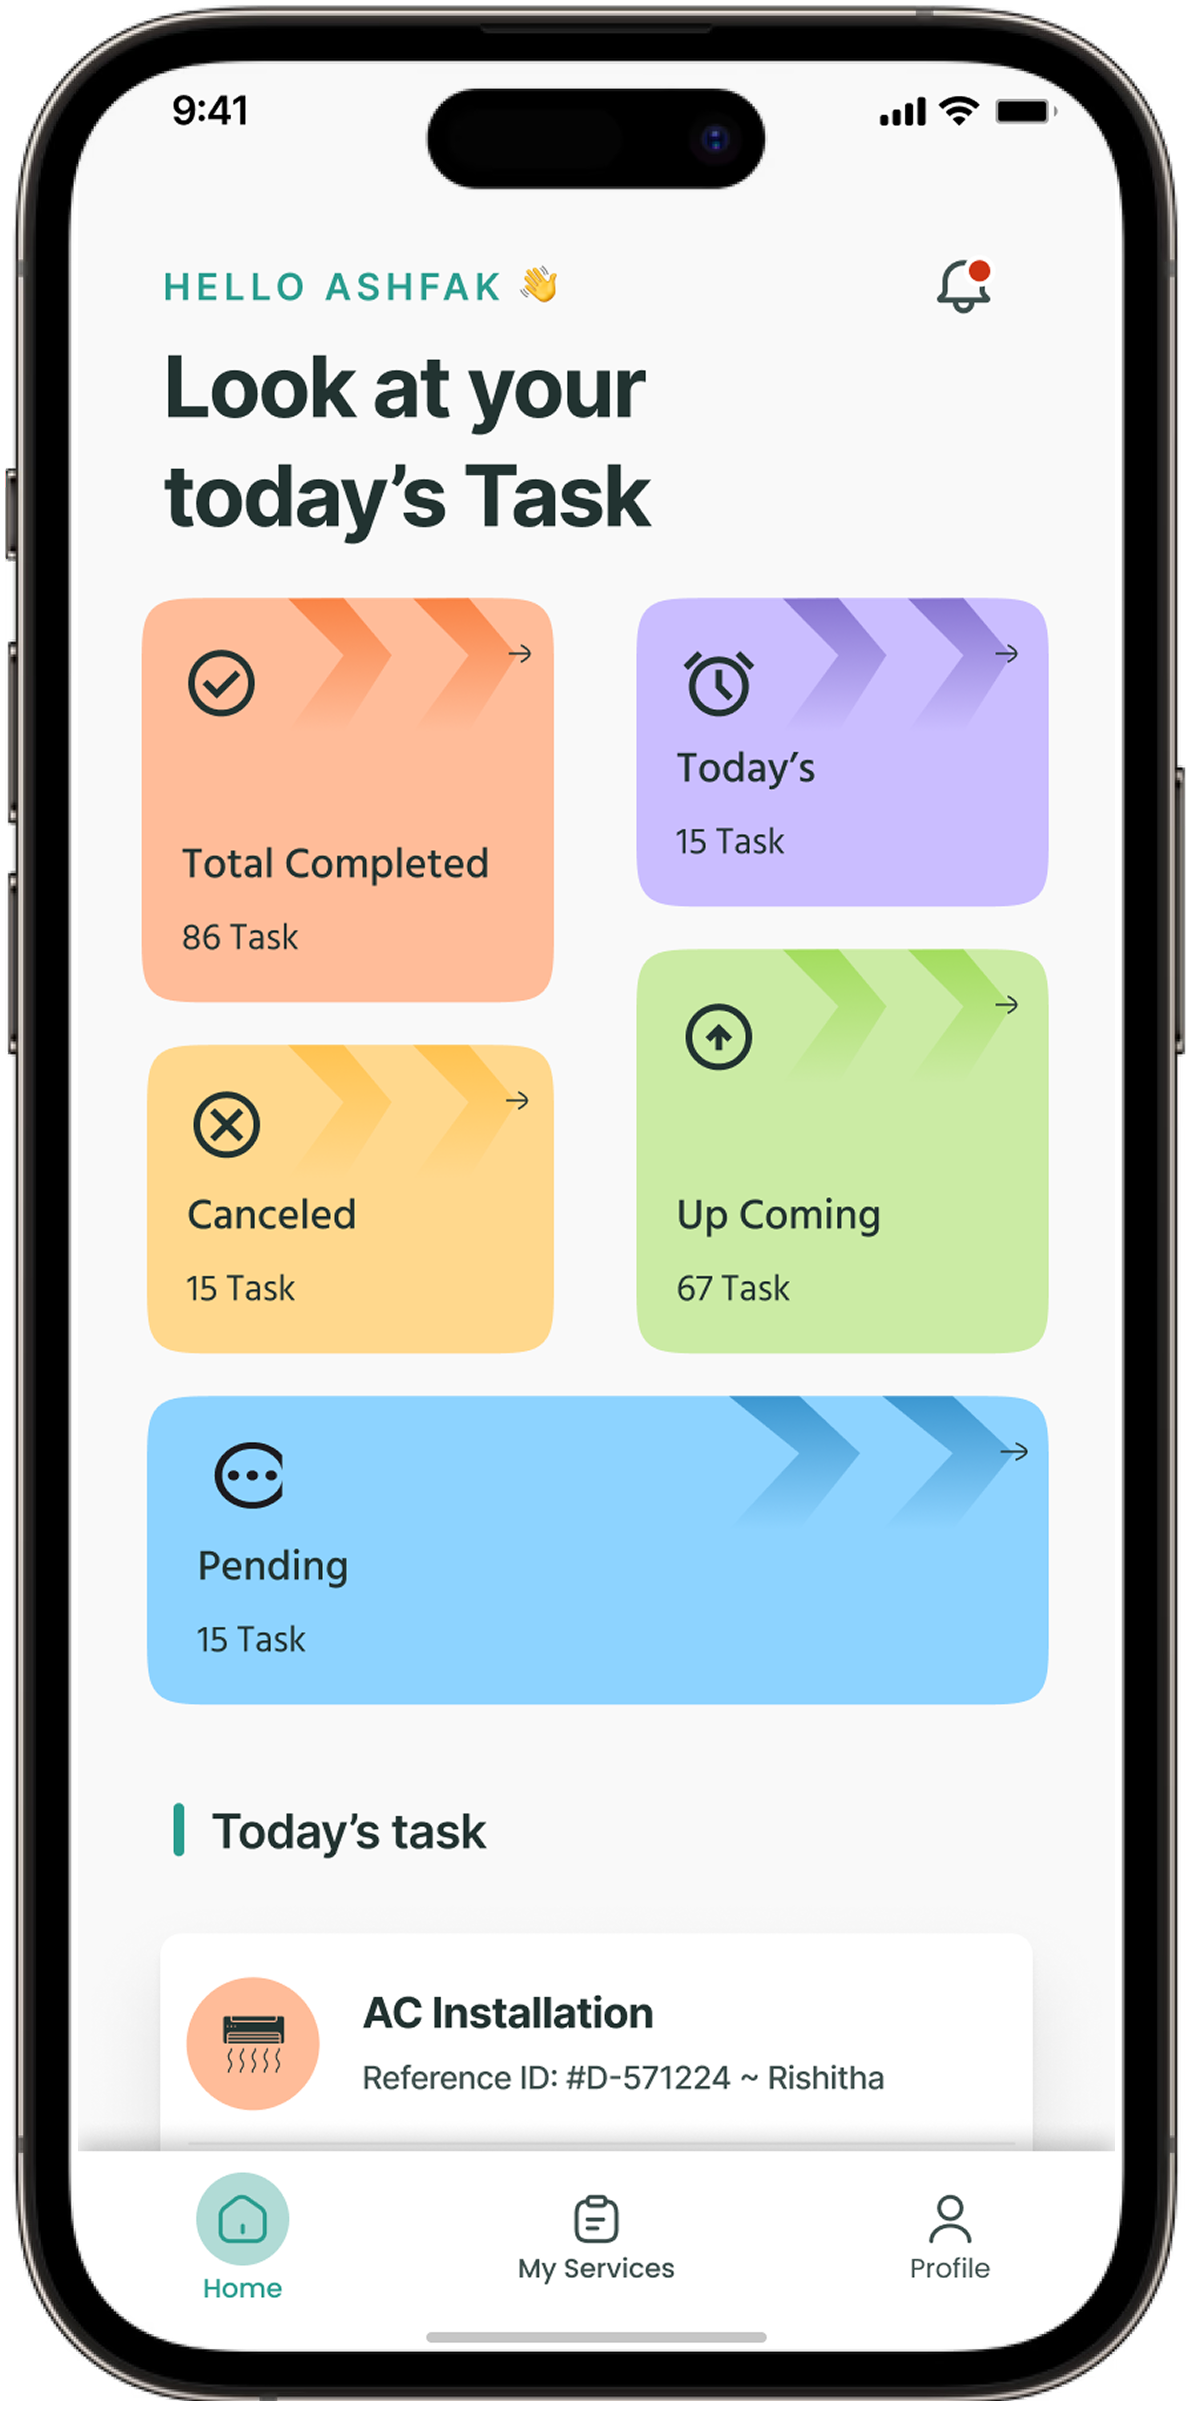 9:41
HELLO ASHFAK 👋
Look at your
today’s Task
Total Completed
86 Task
Today’s
15 Task
Canceled
15 Task
Up Coming
67 Task
Pending
15 Task
Today’s task
AC Installation
Reference ID: #D-571224 ~ Rishitha
Home
My Services
Profile